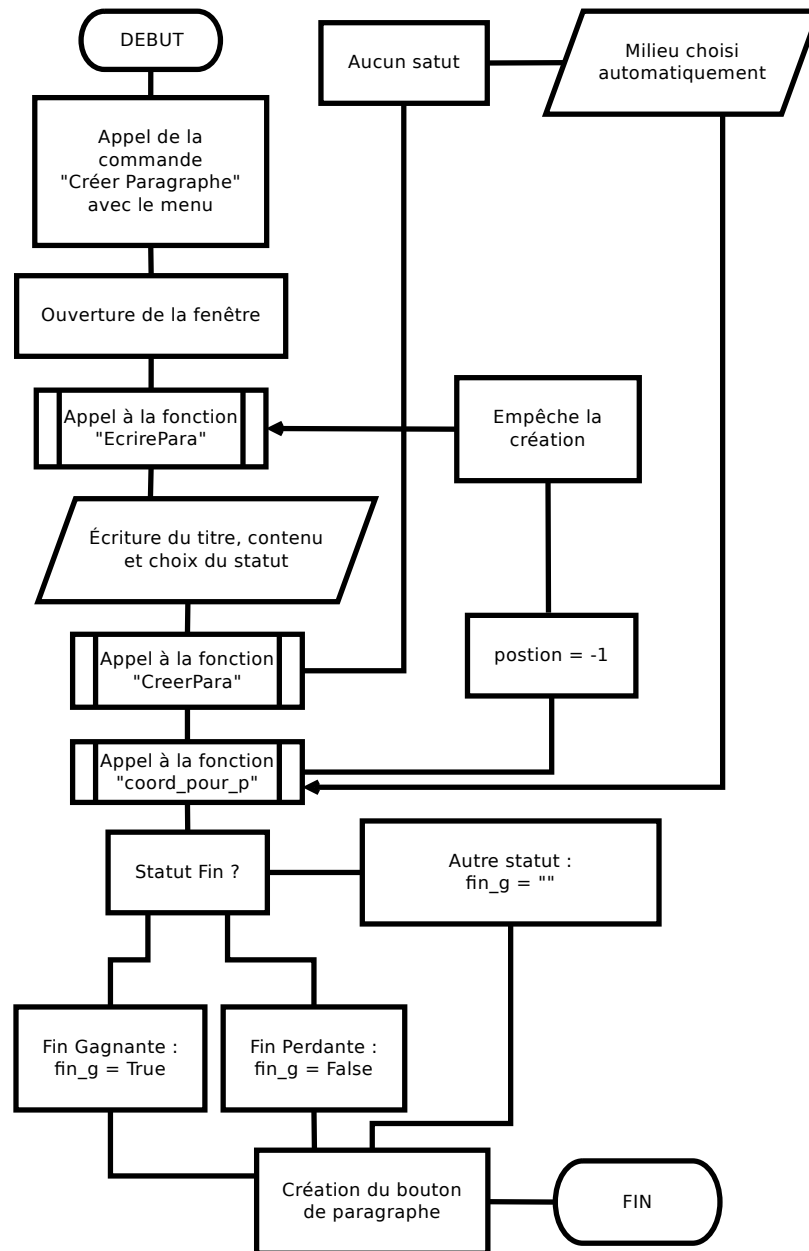 DEBUT
Aucun satut
Milieu choisi
automatiquement
Appel de la
commande
"Créer Paragraphe"
avec le menu
Ouverture de la fenêtre
Appel à la fonction
"EcrirePara"
Empêche la
création
Écriture du titre, contenu
et choix du statut
Appel à la fonction
"CreerPara"
postion = -1
Appel à la fonction
"coord_pour_p"
Statut Fin ?
Autre statut :
fin_g = ""
Fin Gagnante :
fin_g = True
Fin Perdante :
fin_g = False
Création du bouton
de paragraphe
FIN